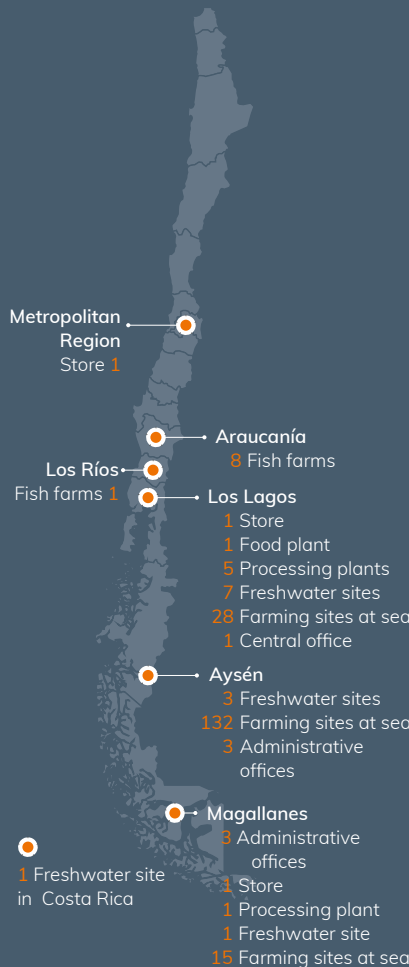 Metropolitan
Region
Store 1
Araucanía
8 Fish farms
Los Ríos
Fish farms 1
Los Lagos
1 Store
1 Food plant
5 Processing plants
7 Freshwater sites
28 Farming sites at sea
1 Central office
Aysén
3 Freshwater sites
132 Farming sites at sea
3 Administrative
offices
Magallanes
3 Administrative
offices
1 Store
1 Processing plant
1 Freshwater site
15 Farming sites at sea
1 Freshwater site
in Costa Rica